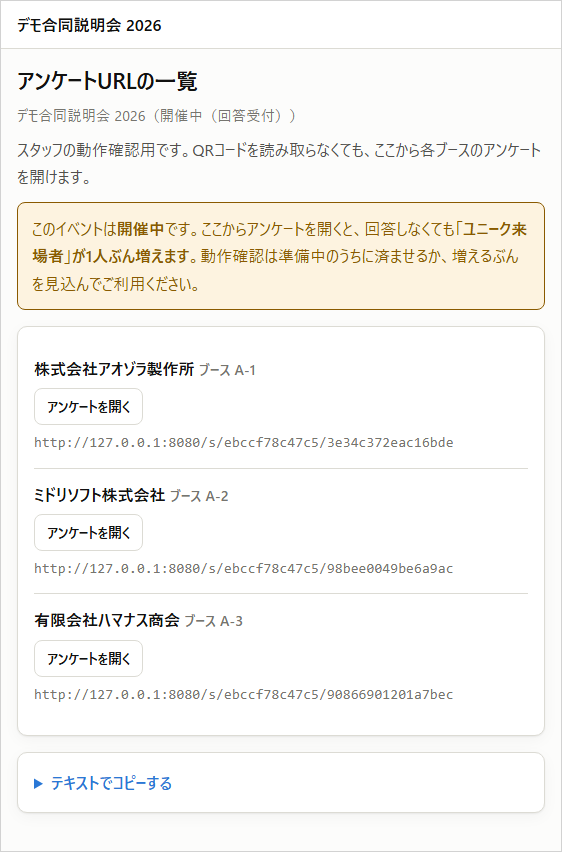 デモ合同説明会 2026
アンケートURLの一覧
デモ合同説明会 2026（開催中（回答受付））
スタッフの動作確認用です。QRコードを読み取らなくても、ここから各ブースのアンケート
を開けます。
このイベントは開催中です。ここからアンケートを開くと、回答しなくても「ユニーク来
場者」が1人ぶん増えます。動作確認は準備中のうちに済ませるか、増えるぶん
を見込んでご利用ください。
株式会社アオゾラ製作所 ブース A-1
アンケートを開く
http://127.0.0.1:8080/s/ebccf78c47c5/3e34c372eac16bde
ミドリソフト株式会社 ブース A-2
アンケートを開く
http://127.0.0.1:8080/s/ebccf78c47c5/98bee0049be6a9ac
有限会社ハマナス商会 ブース A-3
アンケートを開く
http://127.0.0.1:8080/s/ebccf78c47c5/90866901201a7bec
▶ テキストでコピーする